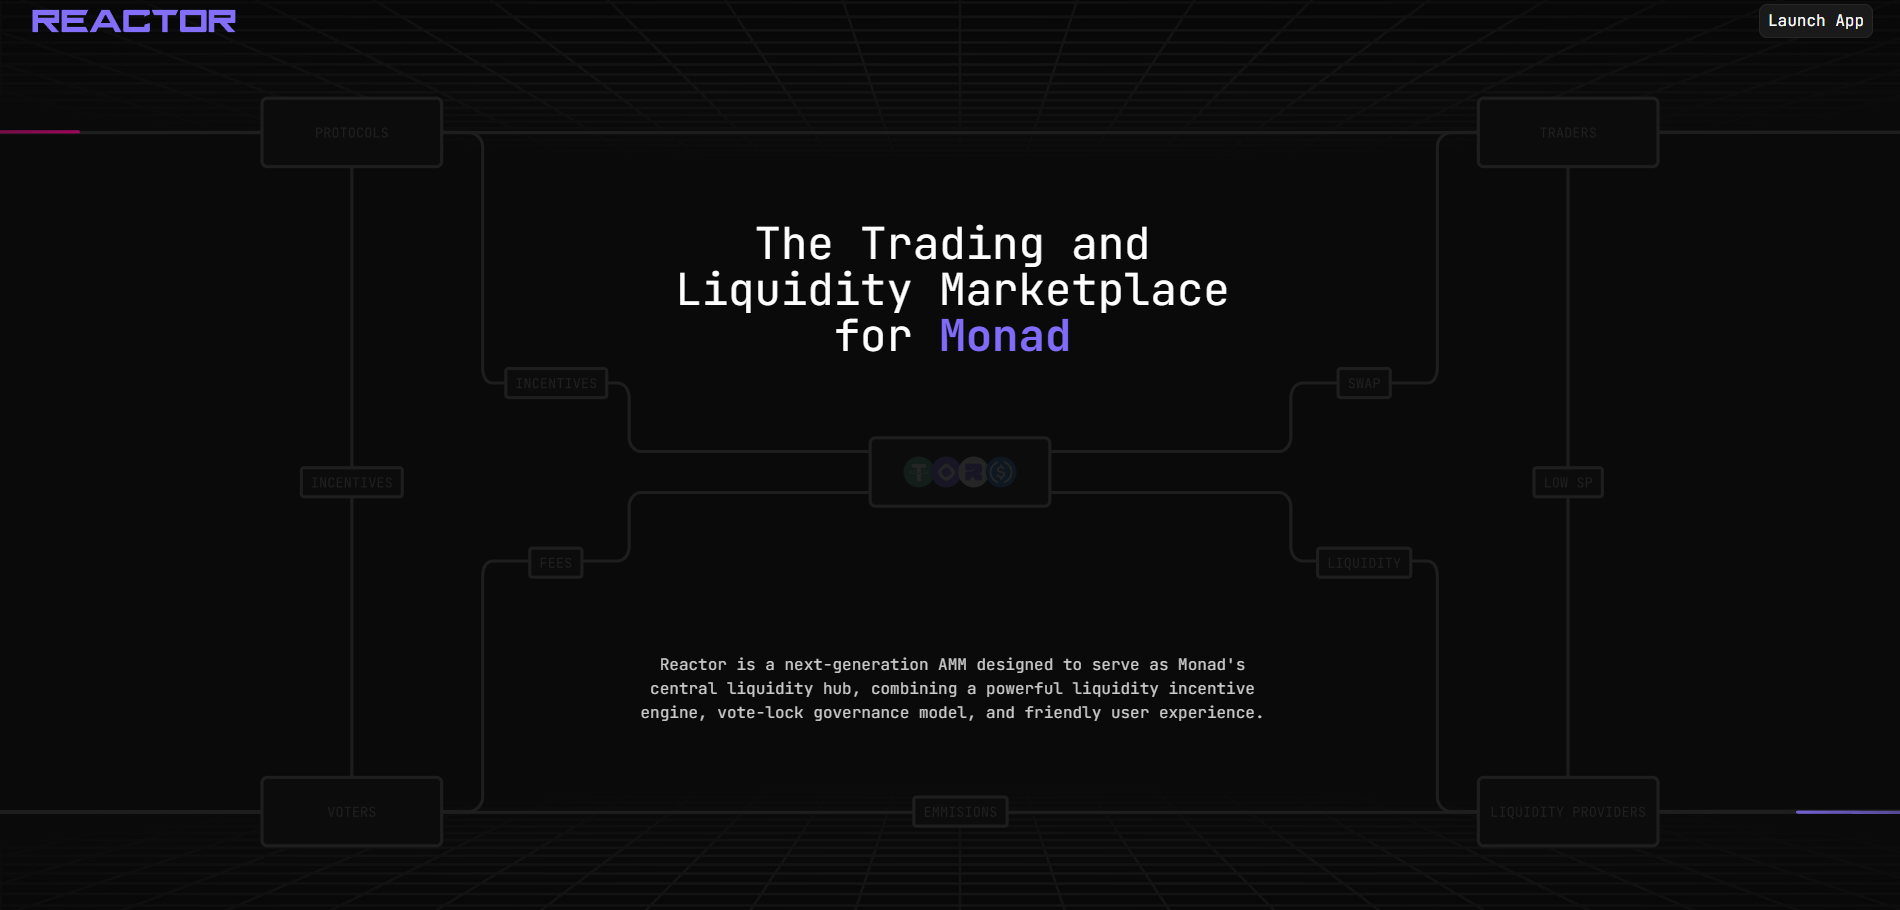 REACTOR
Launch App
PROTOCOLS
TRADERS
The Trading and
Liquidity Marketplace
for Monad
INCENTIVES
SWAP
INCENTIVES
LOW SP
FEES
LIQUIDITY
Reactor is a next-generation AMM designed to serve as Monad's
central liquidity hub, combining a powerful liquidity incentive
engine, vote-lock governance model, and friendly user experience.
VOTERS
EMMISIONS
LIQUIDITY PROVIDERS